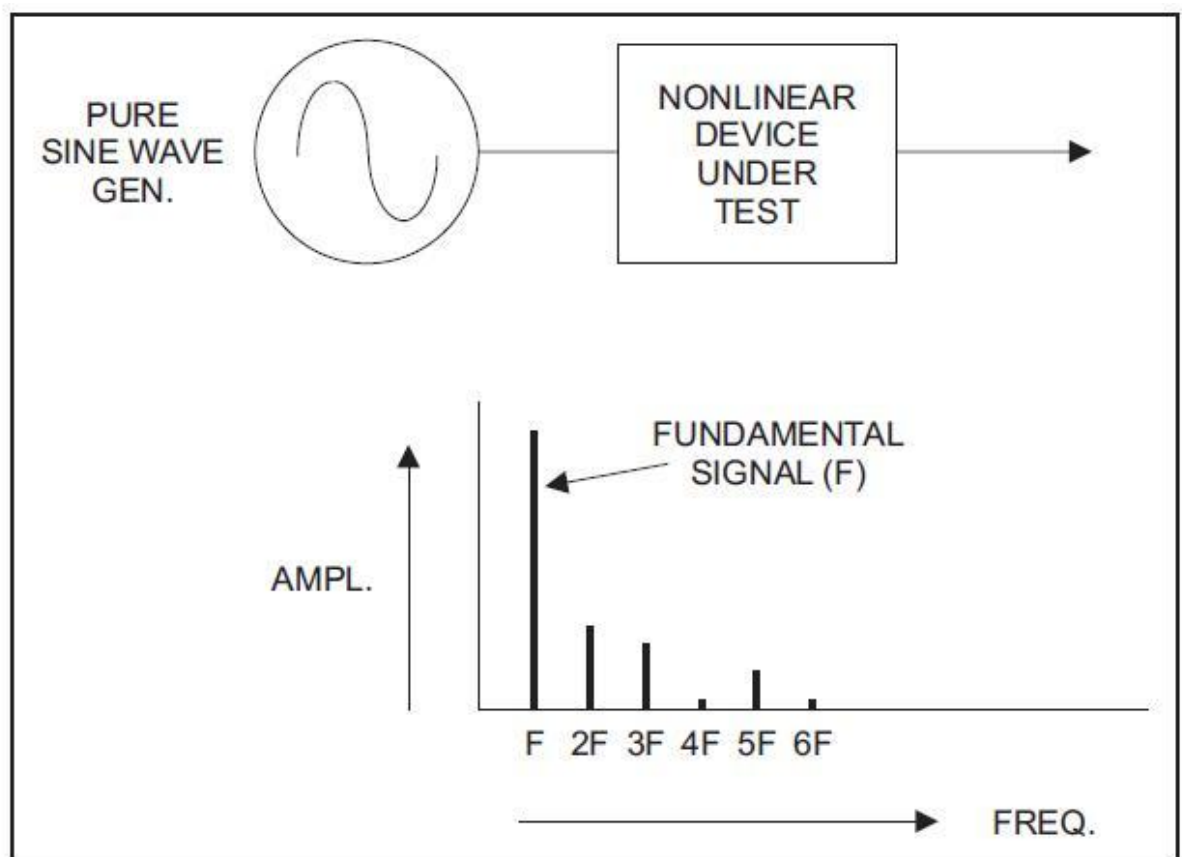 PURE
SINE WAVE
GEN.
NONLINEAR
DEVICE
UNDER
TEST
FUNDAMENTAL
SIGNAL (F)
AMPL.
F 2F 3F 4F 5F 6F
FREQ.